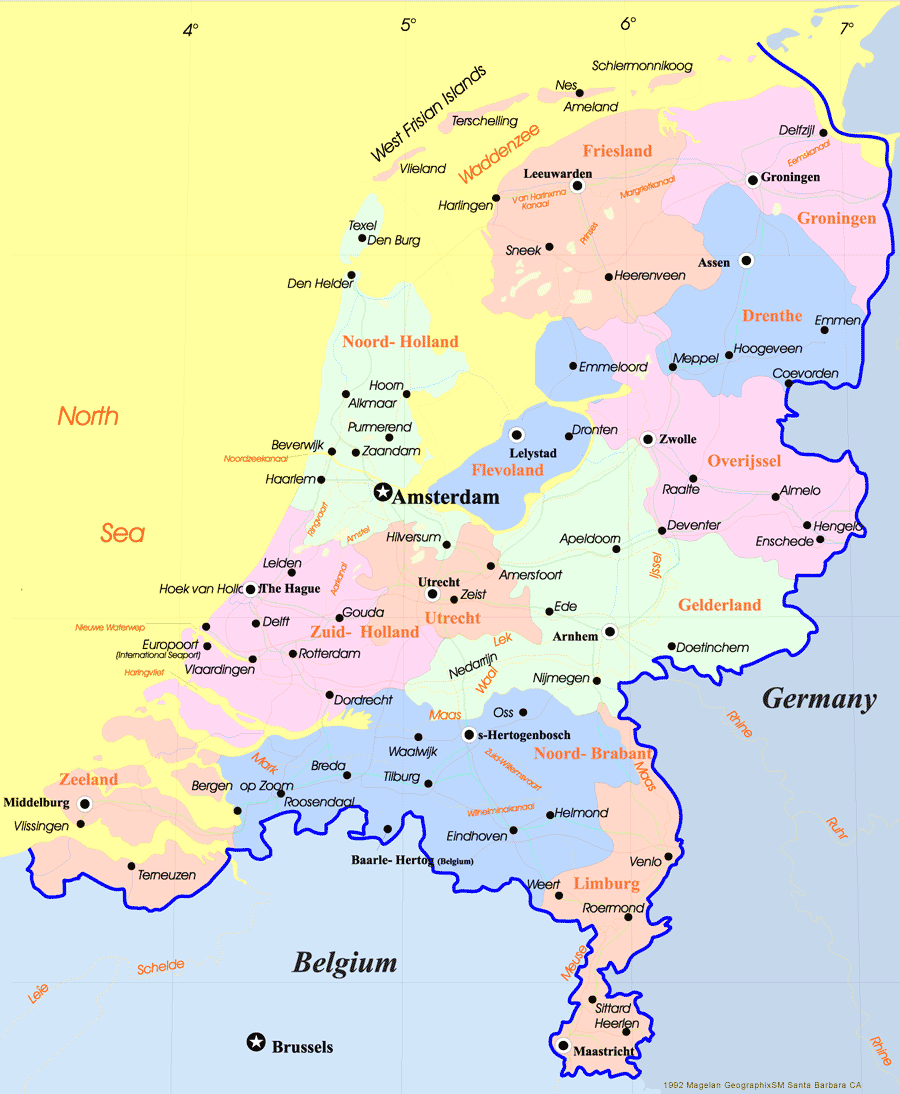 4°
5°
6°
7°
Schiermonnikoog
Nes
Ameland
West Frisian Islands
Terschelling
Waddenzee
Vlieland
Delfzijl
Eemskanaal
Friesland
Leeuwarden
Groningen
Van Harinxma
Kanaal
Margrietkanaal
Harlingen
Prinses
Groningen
Texel
Den Burg
Sneek
Assen
Heerenveen
Den Helder
Drenthe
Emmen
Noord- Holland
Hoogeveen
Meppel
Emmeloord
Coevorden
Hoorn
Alkmaar
North
Purmerend
Dronten
Beverwijk
Zaandam
Zwolle
Lelystad
Noordzeekanaal
Flevoland
Overijssel
Haarlem
Raalte
Almelo
Amsterdam
Ringvaart
Sea
Amstel
Hilversum
Apeldoorn
Deventer
Hengelo
Enschede
Leiden
Amersfoort
IJssel
Hoek van Holl
The Hague
Aarkanal
Utrecht
Zeist
Ede
Gelderland
Gouda
Utrecht
Nieuwe Waterwep
Delft
Zuid- Holland
Arnhem
Lek
Europoort
(International Seaport)
Rotterdam
Doetinchem
Vlaardingen
Nedarrijn
Haringvliet
Waal
Nijmegen
Dordrecht
Germany
Maas
Oss
Rhine
s-Hertogenbosch
Waalwijk
Noord- Brabant
Mark
Zuid-Willemsvaart
Maas
Zeeland
Breda
Tilburg
Bergen op Zoom
Middelburg
Roosendaal
Wilhelminakanaal
Helmond
Vlissingen
Eindhoven
Ruhr
Baarle- Hertog (Belgium)
Venlo
Terneuzen
Weert
Limburg
Roermond
Belgium
Schelde
Meuse
Leie
Sittard
Heerlen
Brussels
Maastricht
Rhine
1992 Magelan GeographixSM Santa Barbara CA